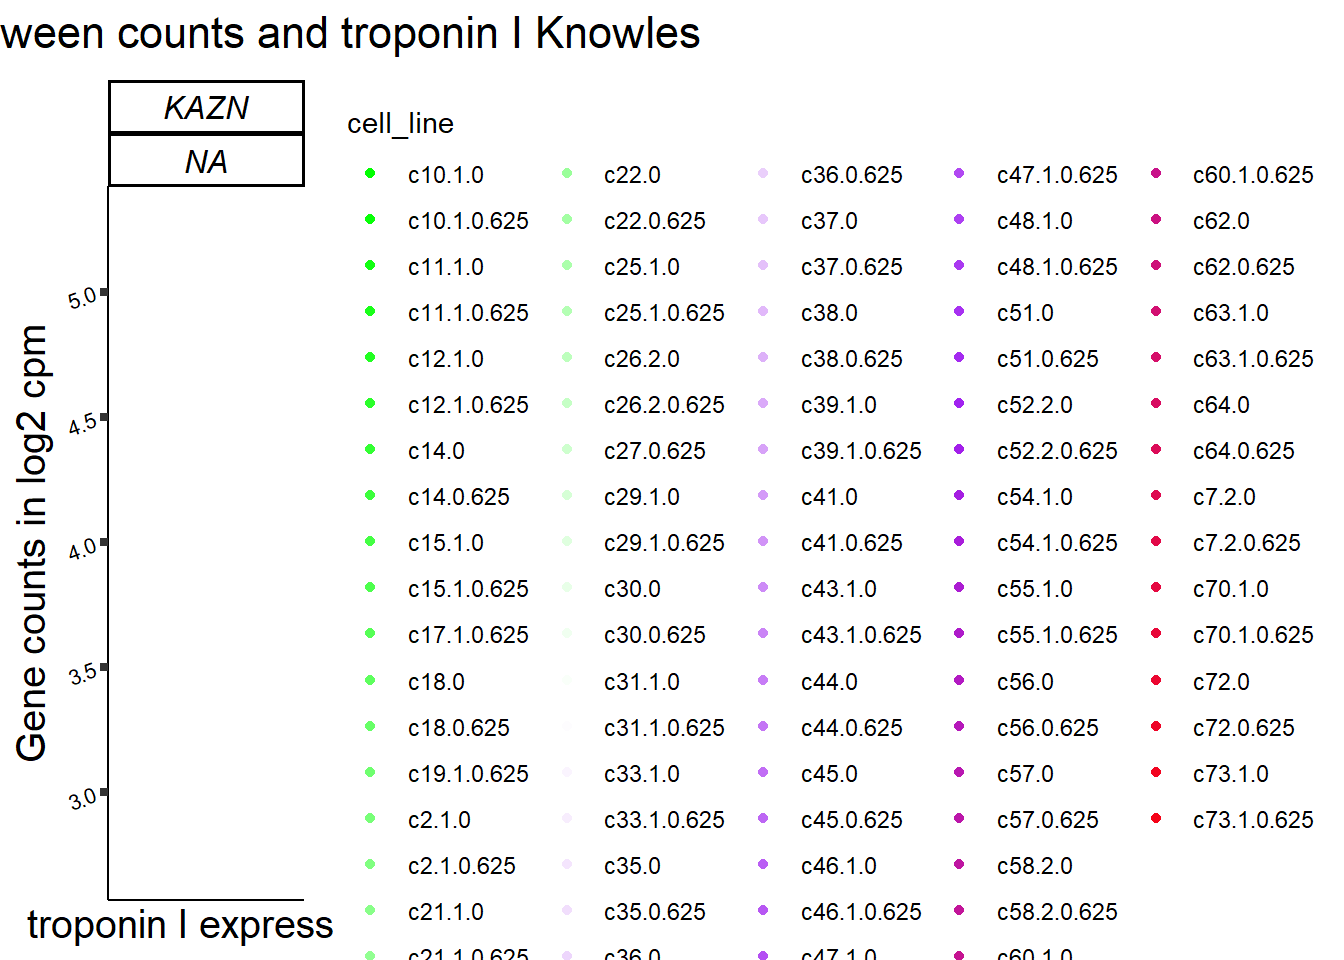 ween counts and troponin I Knowles
KAZN
NA
Gene counts in log2 cpm
5.0
4.5
4.0
3.5
3.0
troponin I express
cell_line
c10.1.0
c10.1.0.625
c11.1.0
c11.1.0.625
c12.1.0
c12.1.0.625
c14.0
c14.0.625
c15.1.0
c15.1.0.625
c17.1.0.625
c18.0
c18.0.625
c19.1.0.625
c2.1.0
c2.1.0.625
c21.1.0
c21.1.0.625
c22.0
c22.0.625
c25.1.0
c25.1.0.625
c26.2.0
c26.2.0.625
c27.0.625
c29.1.0
c29.1.0.625
c30.0
c30.0.625
c31.1.0
c31.1.0.625
c33.1.0
c33.1.0.625
c35.0
c35.0.625
c36.0
c36.0.625
c37.0
c37.0.625
c38.0
c38.0.625
c39.1.0
c39.1.0.625
c41.0
c41.0.625
c43.1.0
c43.1.0.625
c44.0
c44.0.625
c45.0
c45.0.625
c46.1.0
c46.1.0.625
c47.1.0
c47.1.0.625
c48.1.0
c48.1.0.625
c51.0
c51.0.625
c52.2.0
c52.2.0.625
c54.1.0
c54.1.0.625
c55.1.0
c55.1.0.625
c56.0
c56.0.625
c57.0
c57.0.625
c58.2.0
c58.2.0.625
c60.1.0
c60.1.0.625
c62.0
c62.0.625
c63.1.0
c63.1.0.625
c64.0
c64.0.625
c7.2.0
c7.2.0.625
c70.1.0
c70.1.0.625
c72.0
c72.0.625
c73.1.0
c73.1.0.625